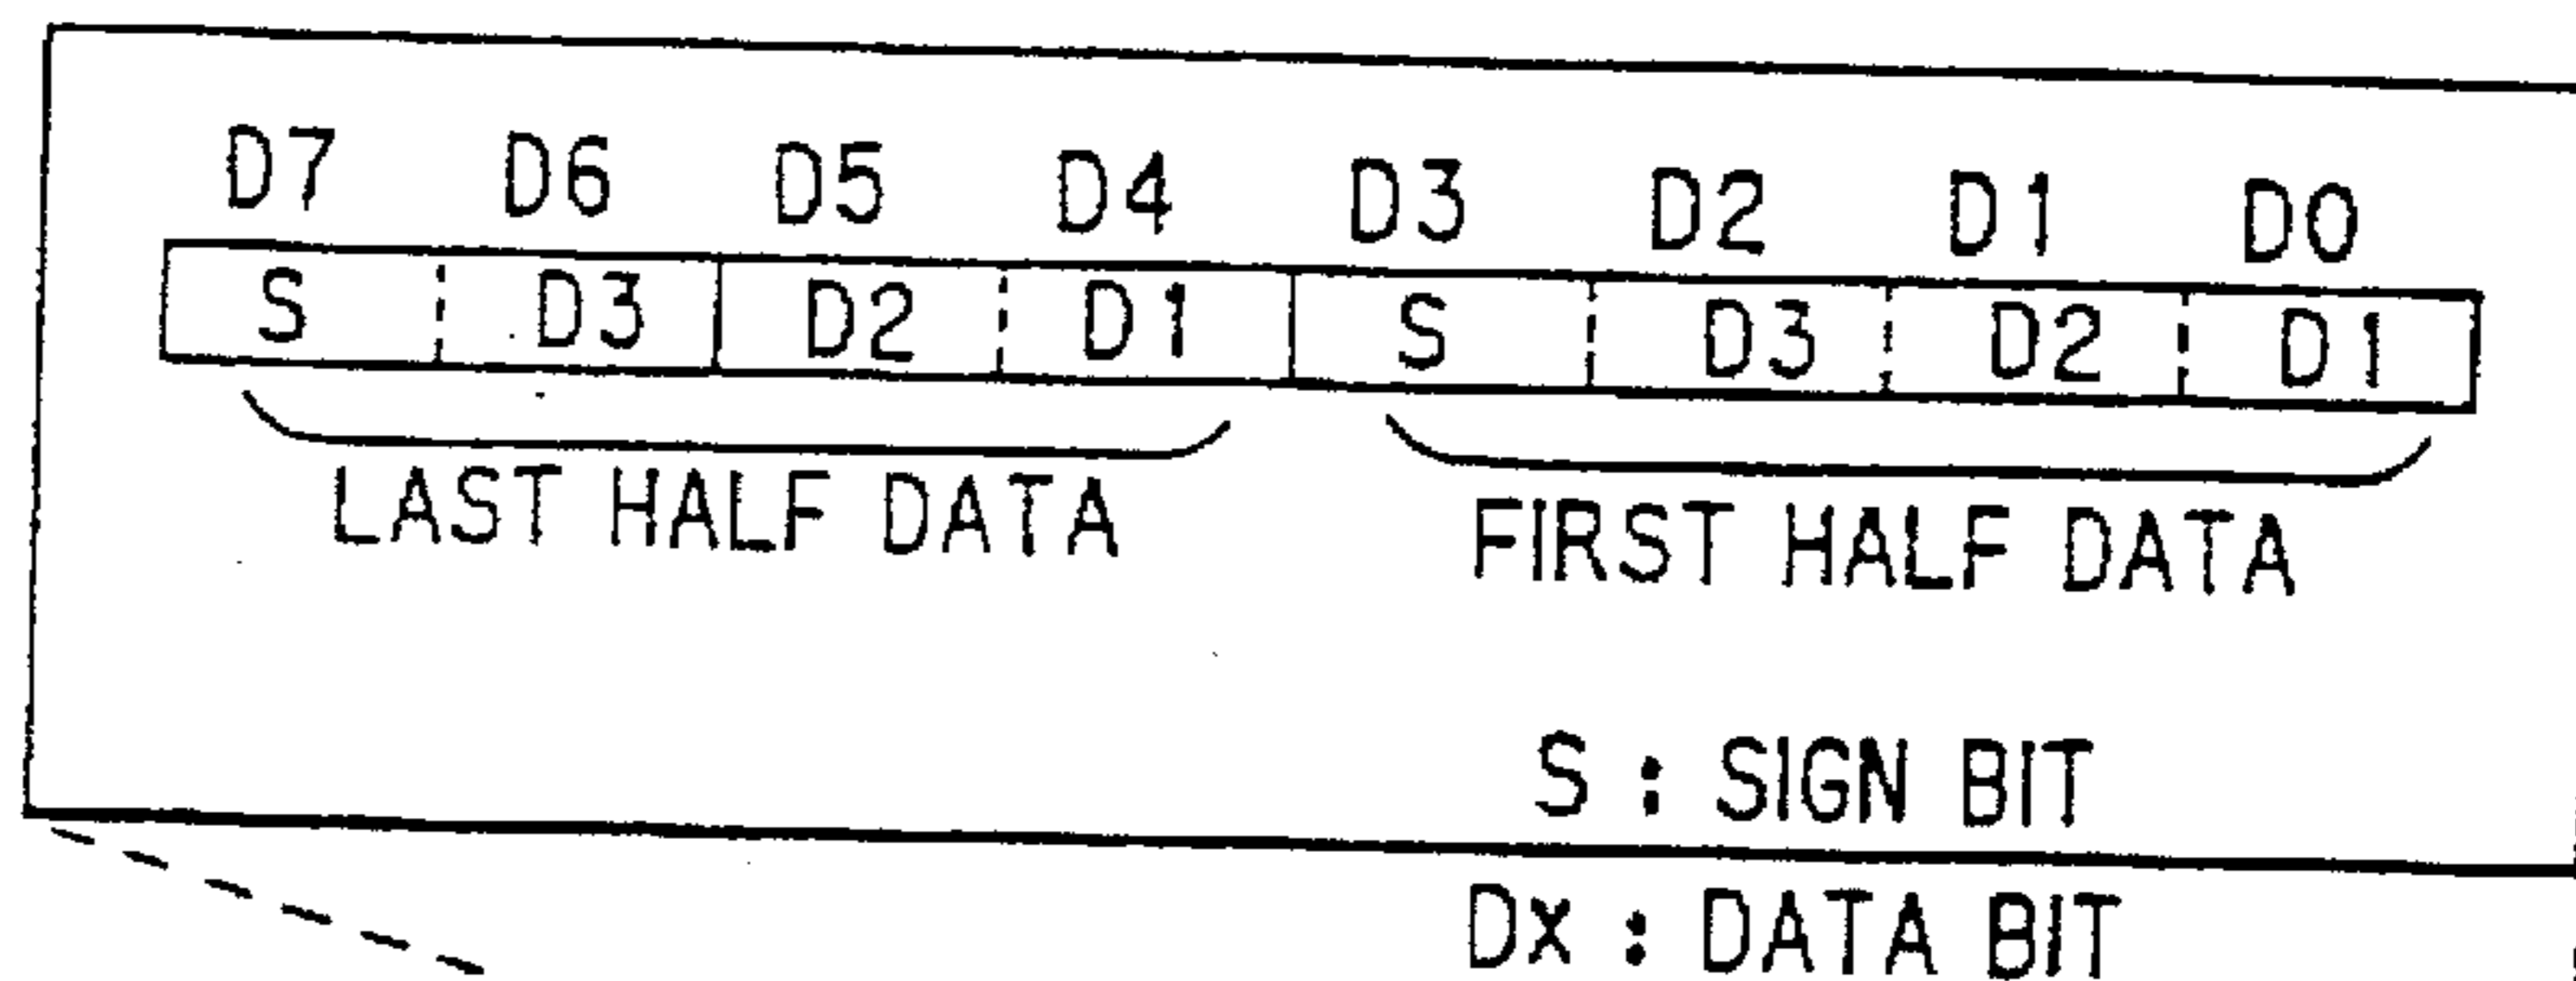 D7 D6 D5 D4 D3 D2 D1 D0
S D3 D2 D1 S D3 D2 D1
LAST HALF DATA FIRST HALF DATA
S : SIGN BIT
Dx : DATA BIT